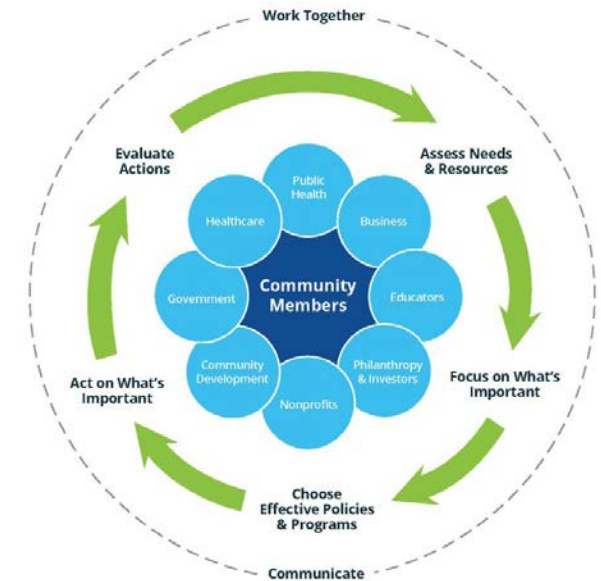 Work Together
Evaluate
Actions
Assess Needs
& Resources
Public
Health
Healthcare
Business
Government
Community
Members
Educators
Community
Development
Philanthropy
& Investors
Nonprofits
Act on What's
Important
Focus on What's
Important
Choose
Effective Policies
& Programs
Communicate